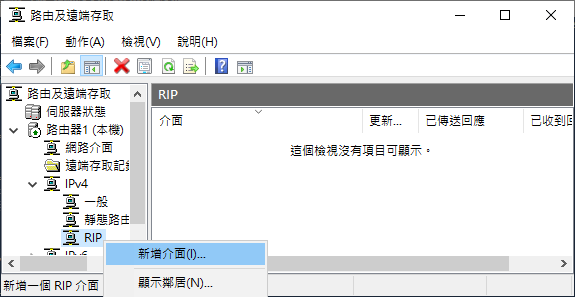 路由及遠端存取
檔案(F) 動作(A) 檢視(V) 說明(H)
路由及遠端存取
伺服器狀態
路由器1 (本機)
網路介面
遠端存取記錄
IPv4
一般
靜態路由
RIP
IPv6
RIP
介面 更新... 已傳送回應 已收到回
這個檢視沒有項目可顯示。
新增介面(I)...
顯示鄰居(N)...
新增一個 RIP 介面